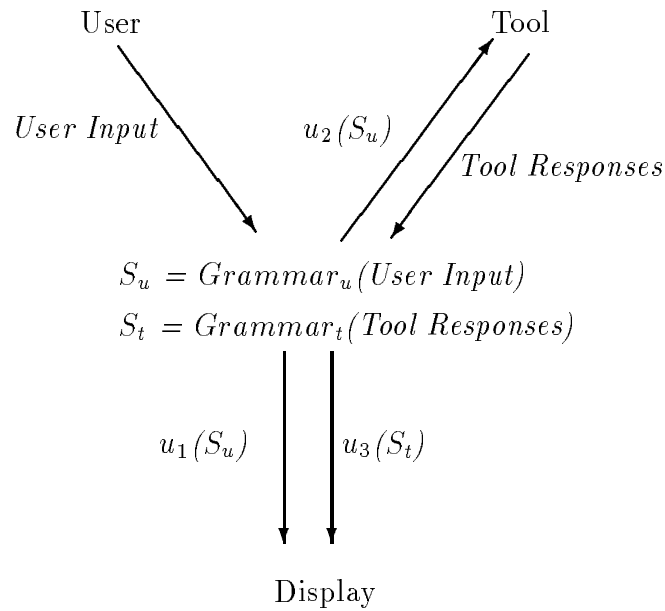 User
Tool
User Input
u₂(Sᵤ)
Tool Responses
Sᵤ = Grammarᵤ(User Input)
Sₜ = Grammarₜ(Tool Responses)
u₁(Sᵤ)
u₃(Sₜ)
Display